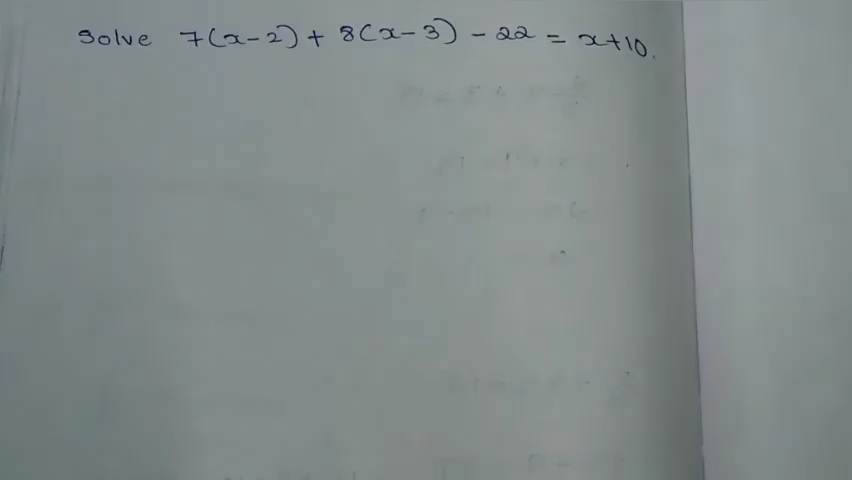 Solve 7(x-2)+ 8(x-3) - 22 = x+10.